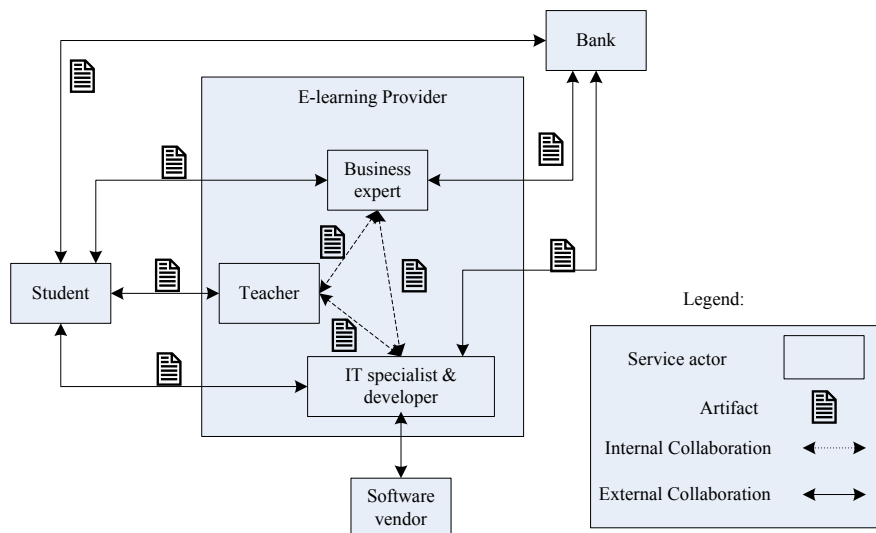 Bank
E-learning Provider
Business
expert
Student
Teacher
IT specialist &
developer
Software
vendor
Legend:
Service actor
Artifact
Internal Collaboration
External Collaboration